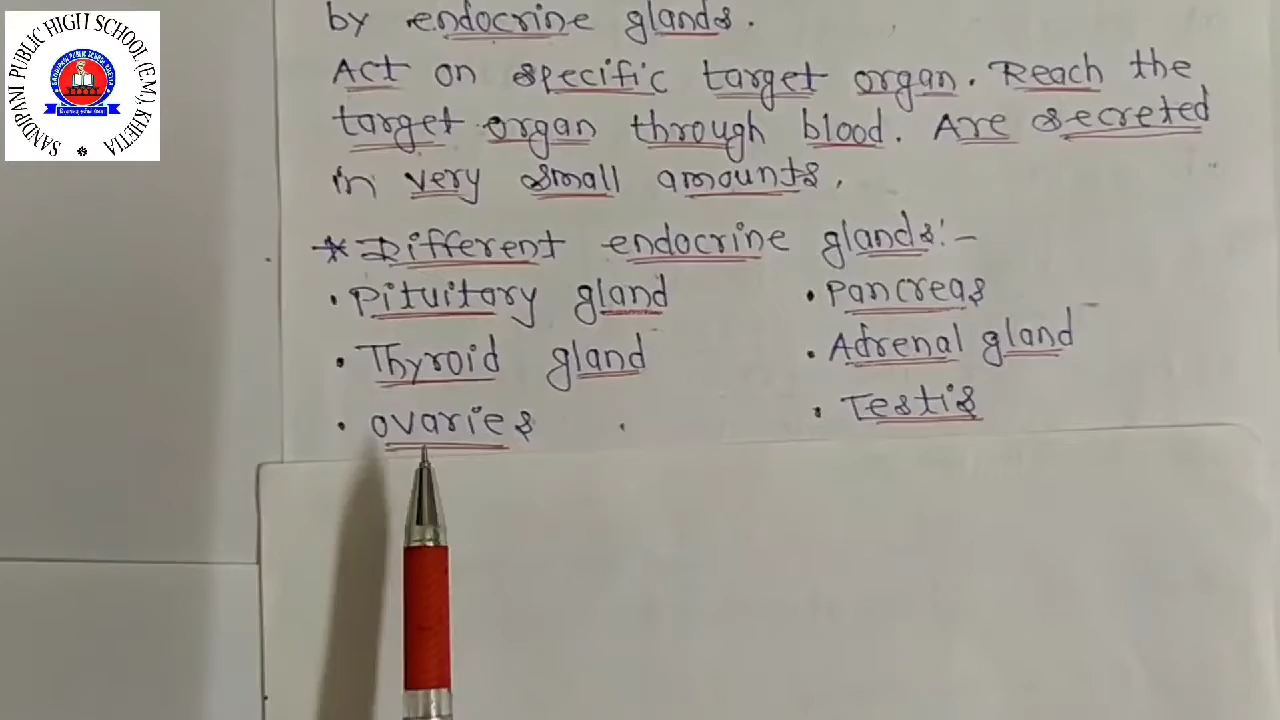 SANDIPANI PUBLIC HIGH SCHOOL (E.M), KHETIA
by endocrine glands.
Act on specific target organ. Reach the
target organ through blood. Are secreted
in very small amounts.
* Different endocrine glands:-
• Pituitary gland • Pancreas
• Thyroid gland • Adrenal gland
• Ovaries • Testis